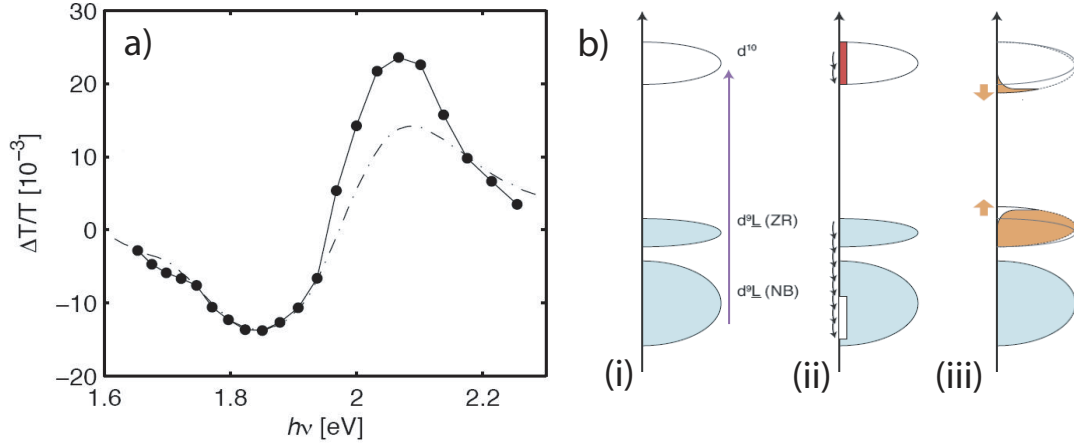 a)
30
20
10
0
−10
−20
ΔT/T [10⁻³]
1.6
1.8
2
2.2
hν [eV]
b)
d¹⁰
d⁹L̲ (ZR)
d⁹L̲ (NB)
(i)
(ii)
(iii)